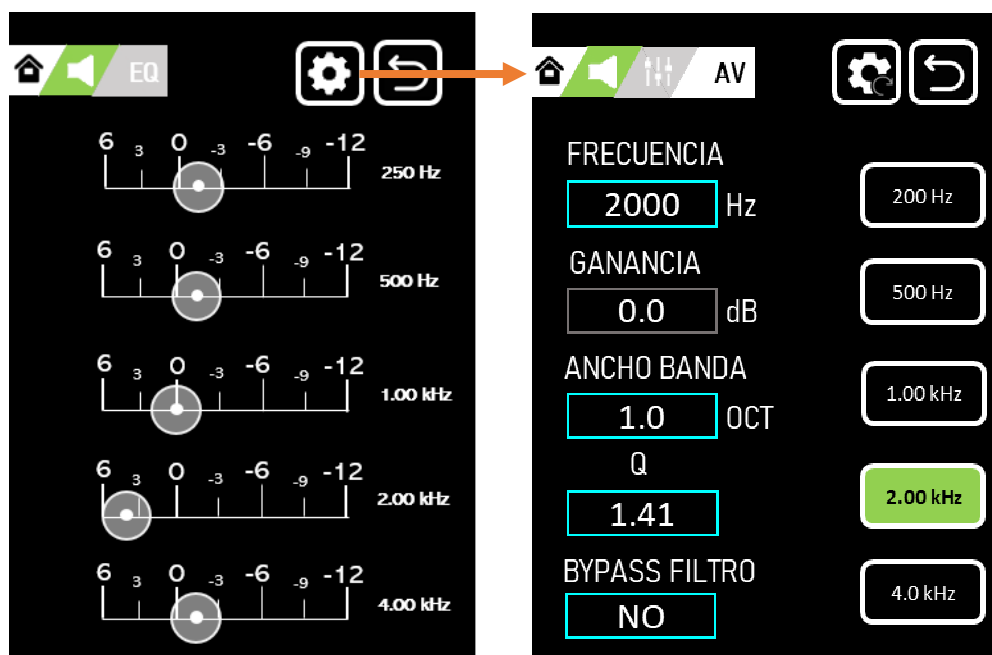 EQ
6 3 0 -3 -6 -9 -12
250 Hz
6 3 0 -3 -6 -9 -12
500 Hz
6 3 0 -3 -6 -9 -12
1.00 kHz
6 3 0 -3 -6 -9 -12
2.00 kHz
6 3 0 -3 -6 -9 -12
4.00 kHz
AV
FRECUENCIA
2000 Hz
GANANCIA
0.0 dB
ANCHO BANDA
1.0 OCT
Q
1.41
BYPASS FILTRO
NO
200 Hz
500 Hz
1.00 kHz
2.00 kHz
4.0 kHz